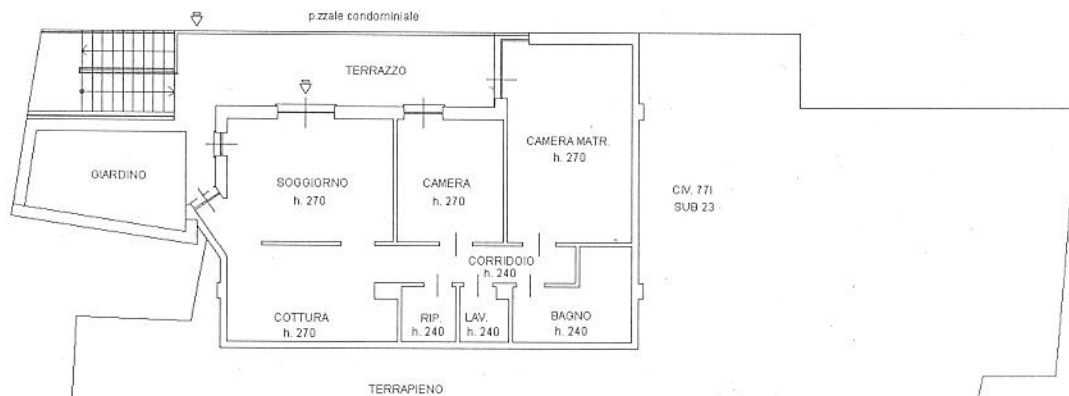 p.zzale condominiale
TERRAZZO
CAMERA MATR.
h. 270
GIARDINO
SOGGIORNO
h. 270
CAMERA
h. 270
CIV. 77I
SUB 23
CORRIDOIO
h. 240
COTTURA
h. 270
RIP.
h. 240
LAV.
h. 240
BAGNO
h. 240
TERRAPIENO